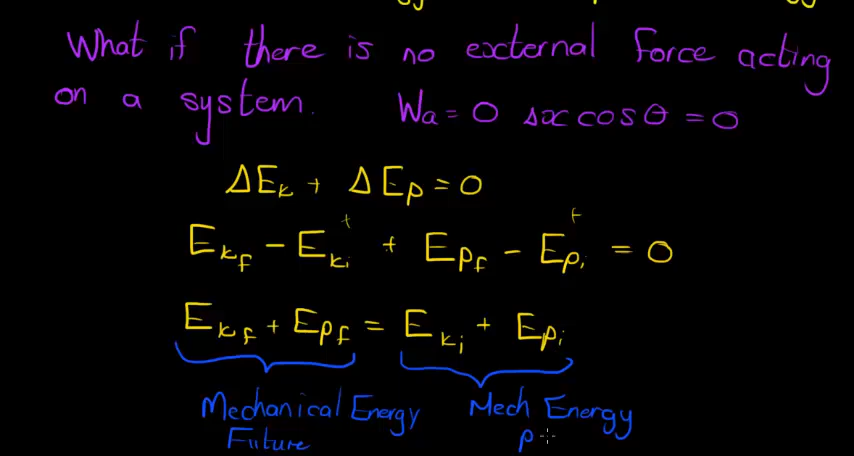 What if there is no external Force acting
on a system. Wa = 0 Δx cos θ = 0
ΔEk + ΔEp = 0
Ekf - Eki + Epf - Epi = 0
Ekf + Epf = Eki + Epi
Mechanical Energy Mech Energy
Future p